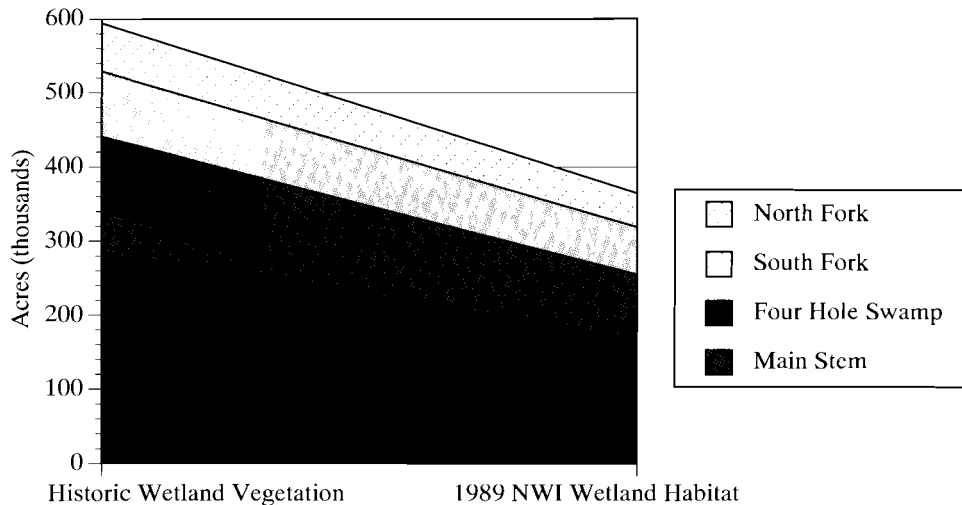 600
500
400
300
200
100
0
Acres (thousands)
Historic Wetland Vegetation
1989 NWI Wetland Habitat
North Fork
South Fork
Four Hole Swamp
Main Stem